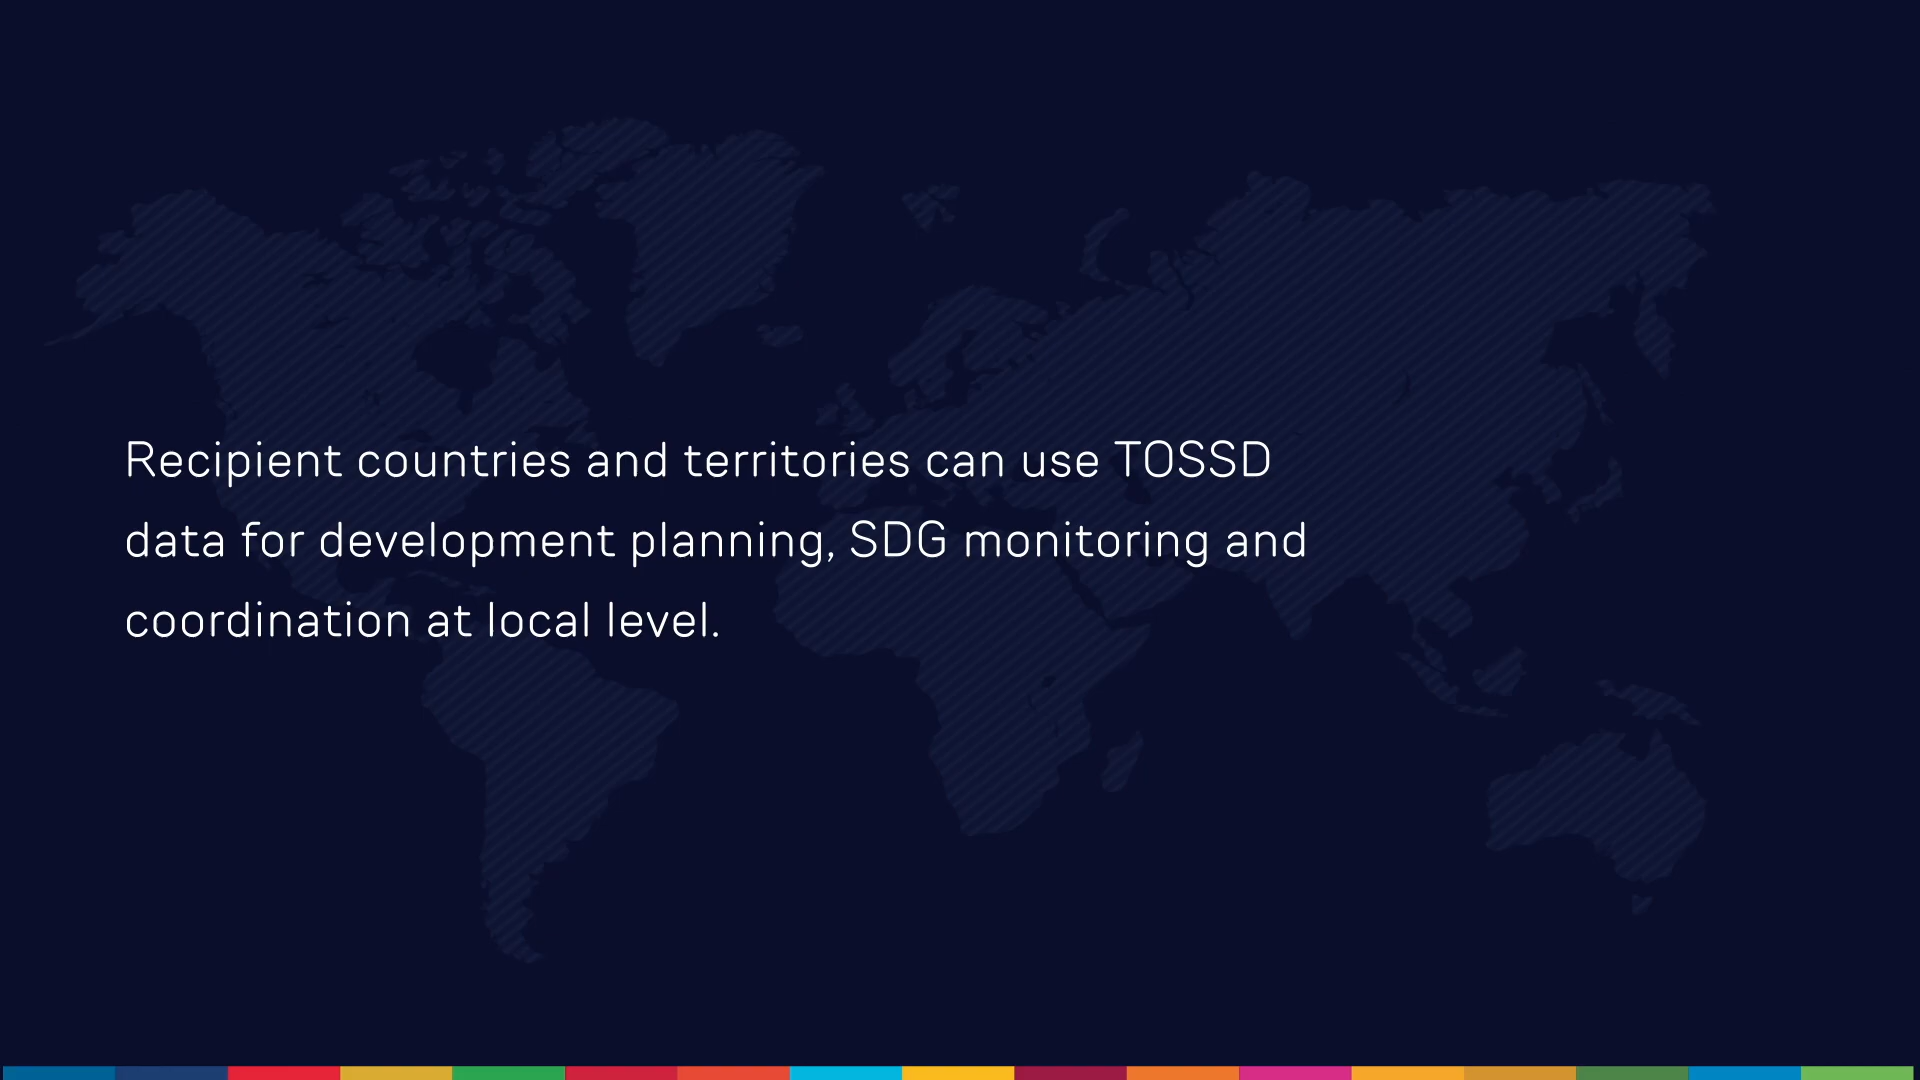 Recipient countries and territories can use TOSSD
data for development planning, SDG monitoring and
coordination at local level.